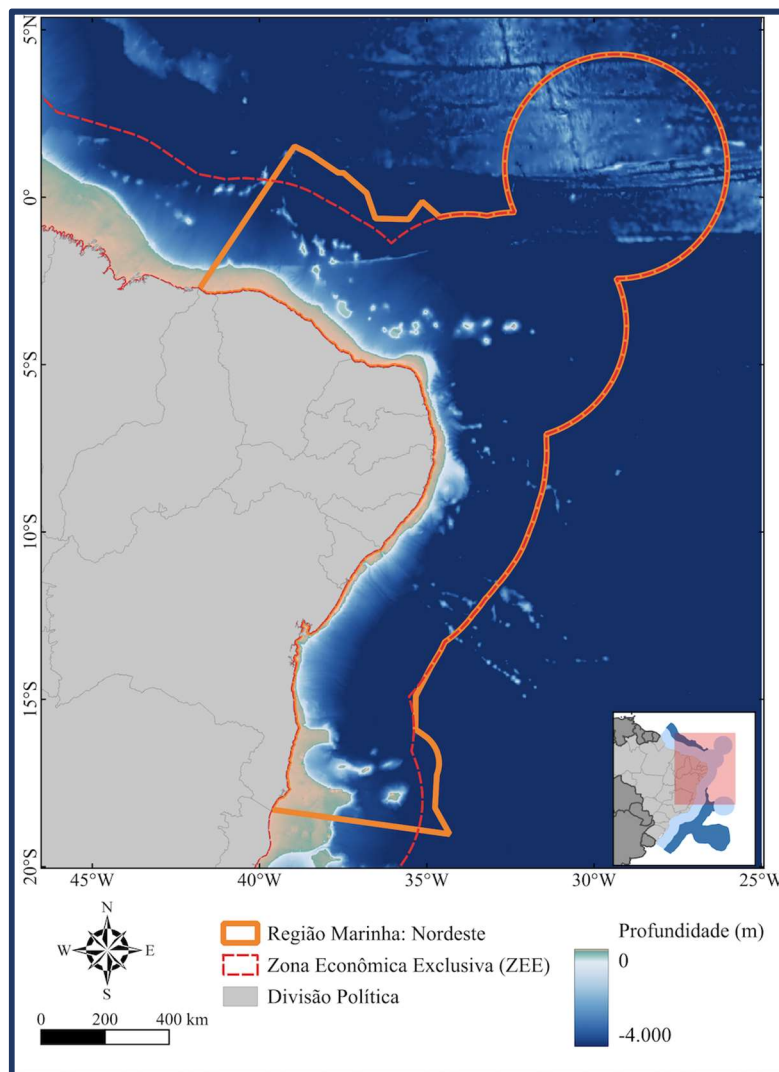 5°N
0°
5°S
10°S
15°S
20°S
45°W
40°W
35°W
30°W
25°W
N
W
E
S
0 200 400 km
Região Marinha: Nordeste
Zona Econômica Exclusiva (ZEE)
Divisão Política
Profundidade (m)
0
-4.000